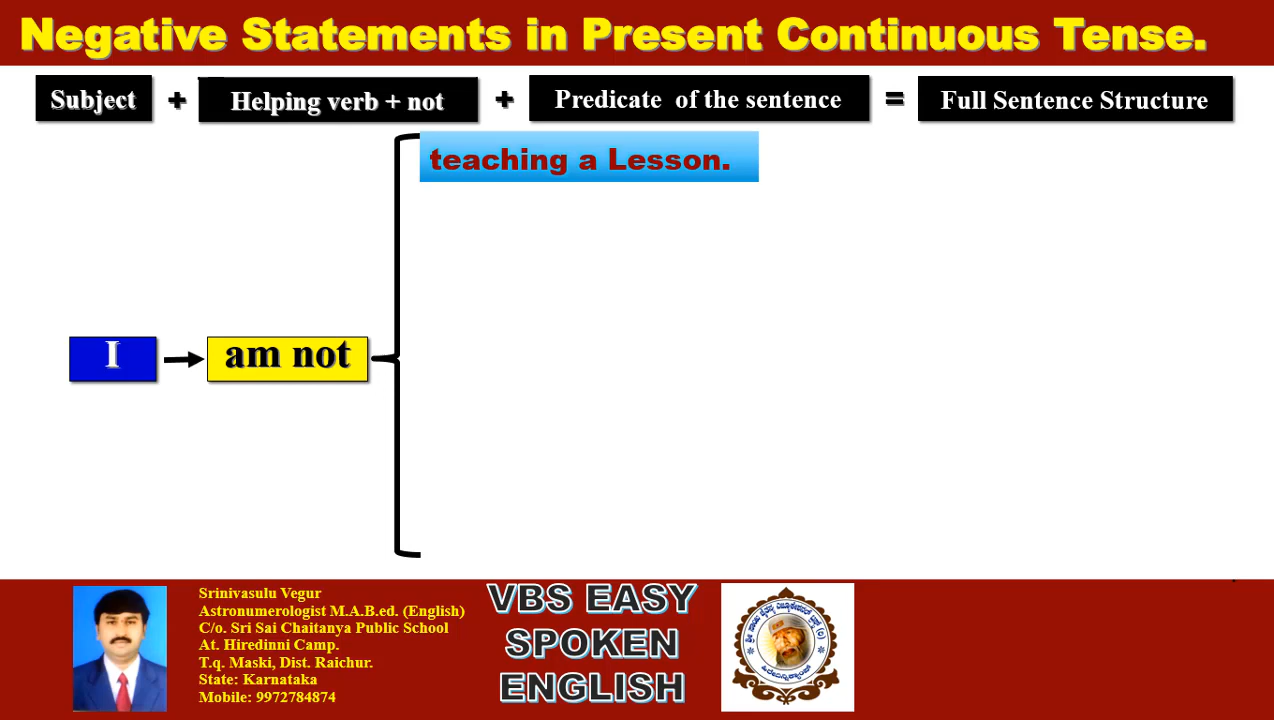 Negative Statements in Present Continuous Tense.
Subject + Helping verb + not + Predicate of the sentence = Full Sentence Structure
teaching a Lesson.
I am not
Srinivasulu Vegur
Astronumerologist M.A.B.ed. (English)
C/o. Sri Sai Chaitanya Public School
At. Hiredinni Camp.
T.q. Maski, Dist. Raichur.
State: Karnataka
Mobile: 9972784874
VBS EASY
SPOKEN
ENGLISH